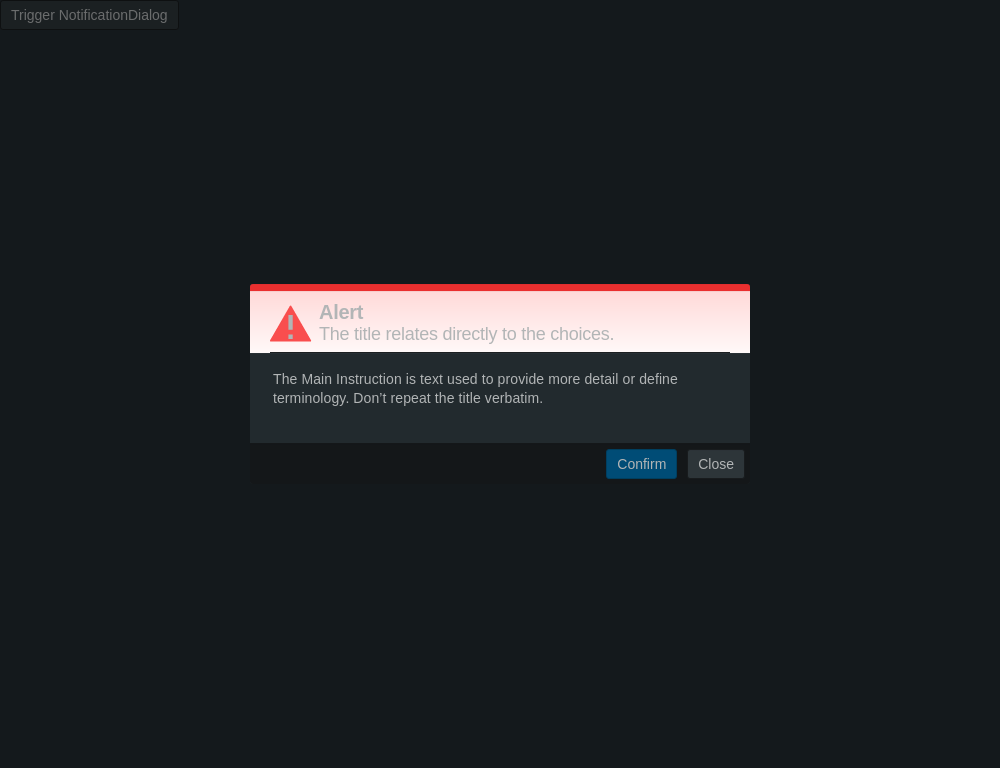 Trigger NotificationDialog
Alert
The title relates directly to the choices.
The Main Instruction is text used to provide more detail or define
terminology. Don’t repeat the title verbatim.
Confirm Close